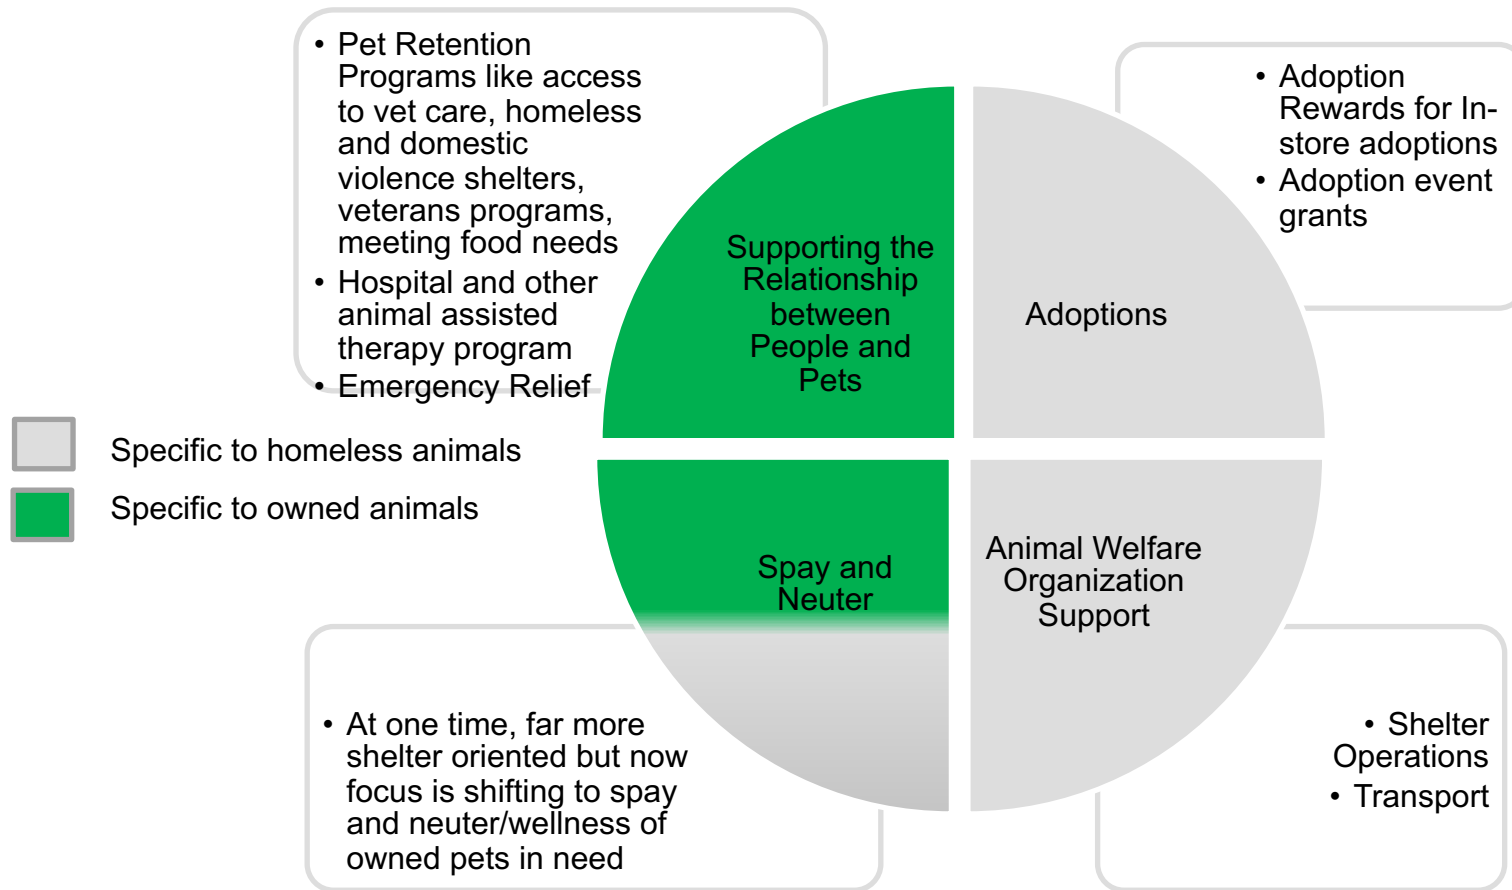 • Pet Retention
Programs like access
to vet care, homeless
and domestic
violence shelters,
veterans programs,
meeting food needs
• Hospital and other
animal assisted
therapy program
• Emergency Relief
• Adoption
Rewards for In-
store adoptions
• Adoption event
grants
Supporting the
Relationship
between
People and
Pets
Adoptions
Specific to homeless animals
Specific to owned animals
Spay and
Neuter
Animal Welfare
Organization
Support
• At one time, far more
shelter oriented but now
focus is shifting to spay
and neuter/wellness of
owned pets in need
• Shelter
Operations
• Transport